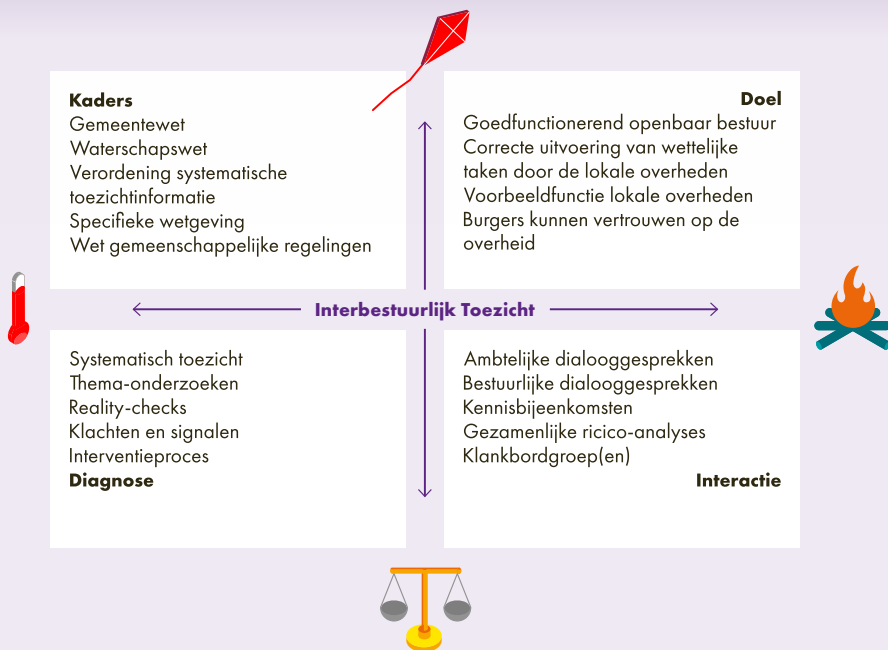 Kaders
Gemeentewet
Waterschapswet
Verordening systematische
toezichtinformatie
Specifieke wetgeving
Wet gemeenschappelijke regelingen
Doel
Goedfunctionerend openbaar bestuur
Correcte uitvoering van wettelijke
taken door de lokale overheden
Voorbeeldfunctie lokale overheden
Burgers kunnen vertrouwen op de
overheid
Interbestuurlijk Toezicht
Systematisch toezicht
Thema-onderzoeken
Reality-checks
Klachten en signalen
Interventieproces
Diagnose
Ambtelijke dialooggesprekken
Bestuurlijke dialooggesprekken
Kennisbijeenkomsten
Gezamenlijke ricico-analyses
Klankbordgroep(en)
Interactie